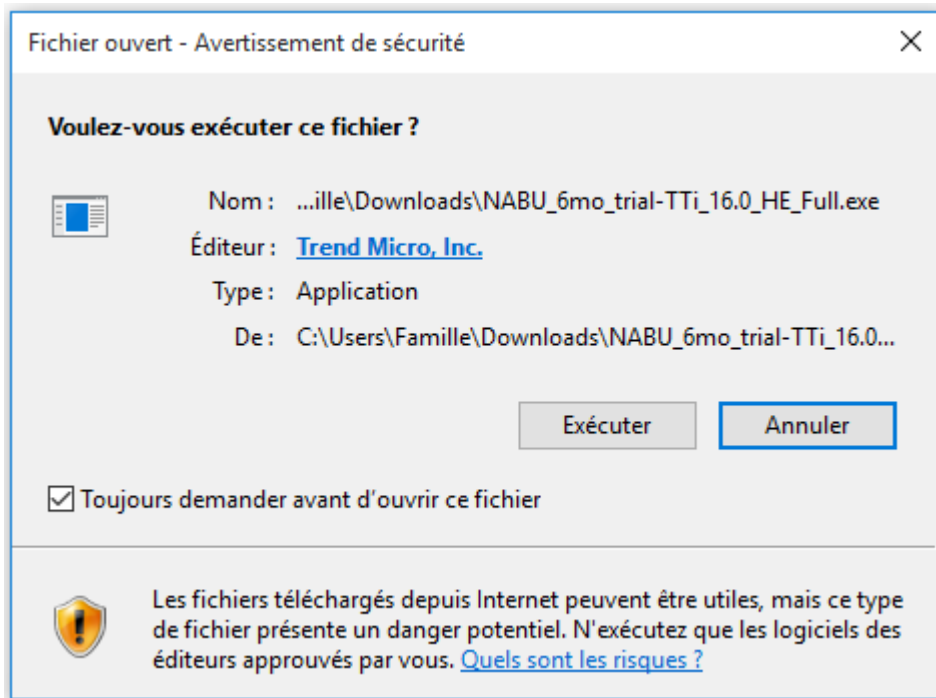 Fichier ouvert - Avertissement de sécurité
Voulez-vous exécuter ce fichier ?
Nom : ...ille\Downloads\NABU_6mo_trial-TTi_16.0_HE_Full.exe
Éditeur : Trend Micro, Inc.
Type : Application
De : C:\Users\Famille\Downloads\NABU_6mo_trial-TTi_16.0...
Exécuter Annuler
Toujours demander avant d'ouvrir ce fichier
Les fichiers téléchargés depuis Internet peuvent être utiles, mais ce type
de fichier présente un danger potentiel. N'exécutez que les logiciels des
éditeurs approuvés par vous. Quels sont les risques ?